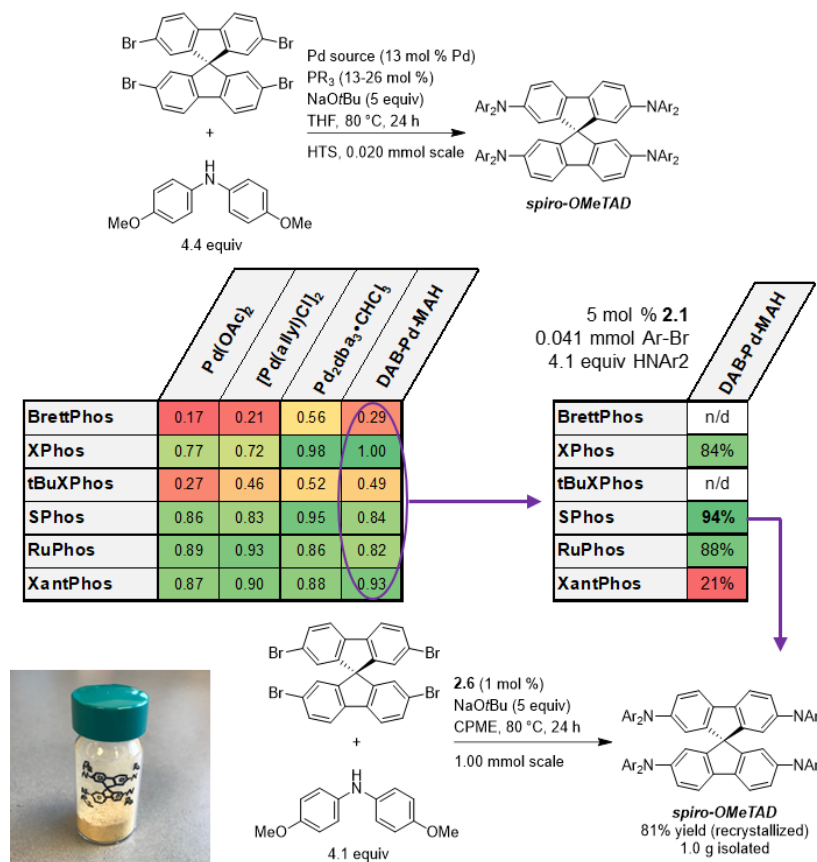 Br
Br
Br
Br
+
H
N
MeO
OMe
4.4 equiv
Pd source (13 mol % Pd)
PR3 (13-26 mol %)
NaOtBu (5 equiv)
THF, 80 °C, 24 h
HTS, 0.020 mmol scale
Ar2N
NAr2
Ar2N
NAr2
spiro-OMeTAD
Pd(OAc)2
[Pd(allyl)Cl]2
Pd2dba3•CHCl3
DAB-Pd-MAH
BrettPhos 0.17 0.21 0.56 0.29
XPhos 0.77 0.72 0.98 1.00
tBuXPhos 0.27 0.46 0.52 0.49
SPhos 0.86 0.83 0.95 0.84
RuPhos 0.89 0.93 0.86 0.82
XantPhos 0.87 0.90 0.88 0.93
5 mol % 2.1
0.041 mmol Ar-Br
4.1 equiv HNAr2
DAB-Pd-MAH
BrettPhos n/d
XPhos 84%
tBuXPhos n/d
SPhos 94%
RuPhos 88%
XantPhos 21%
Br
Br
Br
Br
+
H
N
MeO
OMe
4.1 equiv
2.6 (1 mol %)
NaOtBu (5 equiv)
CPME, 80 °C, 24 h
1.00 mmol scale
Ar2N
NAr
Ar2N
NAr
spiro-OMeTAD
81% yield (recrystallized)
1.0 g isolated